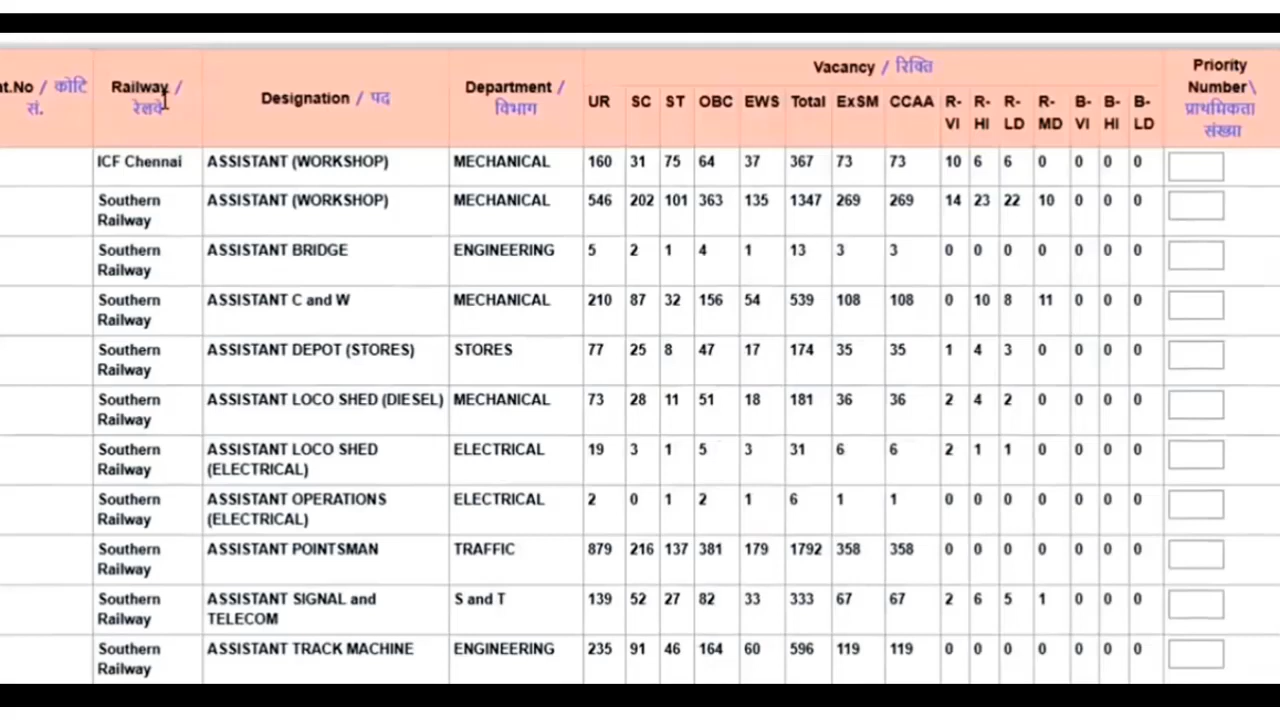 Vacancy / रिक्ति
at.No / कोटि सं.
Railway / रेलवे
Designation / पद
Department / विभाग
UR SC ST OBC EWS Total ExSM CCAA R-VI R-HI R-LD R-MD B-VI B-HI B-LD
Priority Number\ प्राथमिकता संख्या
ICF Chennai ASSISTANT (WORKSHOP) MECHANICAL 160 31 75 64 37 367 73 73 10 6 6 0 0 0 0
Southern Railway ASSISTANT (WORKSHOP) MECHANICAL 546 202 101 363 135 1347 269 269 14 23 22 10 0 0 0
Southern Railway ASSISTANT BRIDGE ENGINEERING 5 2 1 4 1 13 3 3 0 0 0 0 0 0 0
Southern Railway ASSISTANT C and W MECHANICAL 210 87 32 156 54 539 108 108 0 10 8 11 0 0 0
Southern Railway ASSISTANT DEPOT (STORES) STORES 77 25 8 47 17 174 35 35 1 4 3 0 0 0 0
Southern Railway ASSISTANT LOCO SHED (DIESEL) MECHANICAL 73 28 11 51 18 181 36 36 2 4 2 0 0 0 0
Southern Railway ASSISTANT LOCO SHED (ELECTRICAL) ELECTRICAL 19 3 1 5 3 31 6 6 2 1 1 0 0 0 0
Southern Railway ASSISTANT OPERATIONS (ELECTRICAL) ELECTRICAL 2 0 1 2 1 6 1 1 0 0 0 0 0 0 0
Southern Railway ASSISTANT POINTSMAN TRAFFIC 879 216 137 381 179 1792 358 358 0 0 0 0 0 0 0
Southern Railway ASSISTANT SIGNAL and TELECOM S and T 139 52 27 82 33 333 67 67 2 6 5 1 0 0 0
Southern Railway ASSISTANT TRACK MACHINE ENGINEERING 235 91 46 164 60 596 119 119 0 0 0 0 0 0 0